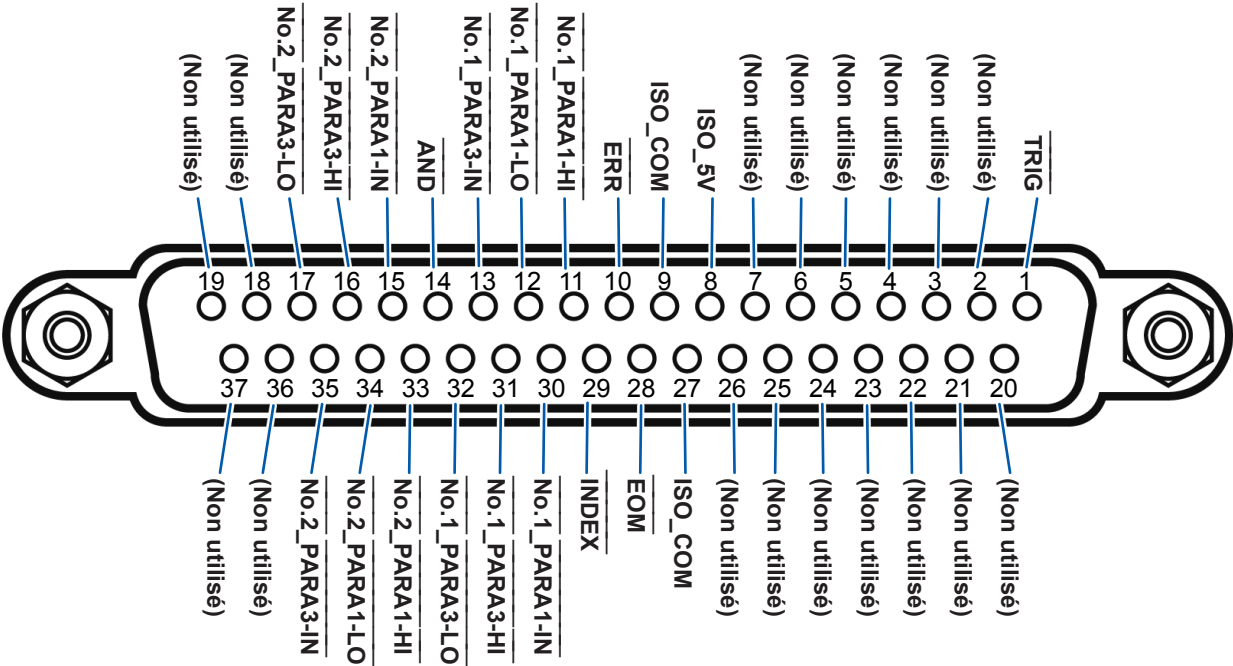 (Non utilisé)
(Non utilisé)
No.2_PARA3-LO
No.2_PARA3-HI
No.2_PARA1-IN
AND
No.1_PARA3-IN
No.1_PARA1-LO
No.1_PARA1-HI
ERR
ISO_COM
ISO_5V
(Non utilisé)
(Non utilisé)
(Non utilisé)
(Non utilisé)
(Non utilisé)
(Non utilisé)
TRIG
19 18 17 16 15 14 13 12 11 10 9 8 7 6 5 4 3 2 1
37 36 35 34 33 32 31 30 29 28 27 26 25 24 23 22 21 20
(Non utilisé)
(Non utilisé)
No.2_PARA3-IN
No.2_PARA1-LO
No.2_PARA1-HI
No.1_PARA3-LO
No.1_PARA3-HI
No.1_PARA1-IN
INDEX
EOM
ISO_COM
(Non utilisé)
(Non utilisé)
(Non utilisé)
(Non utilisé)
(Non utilisé)
(Non utilisé)
(Non utilisé)